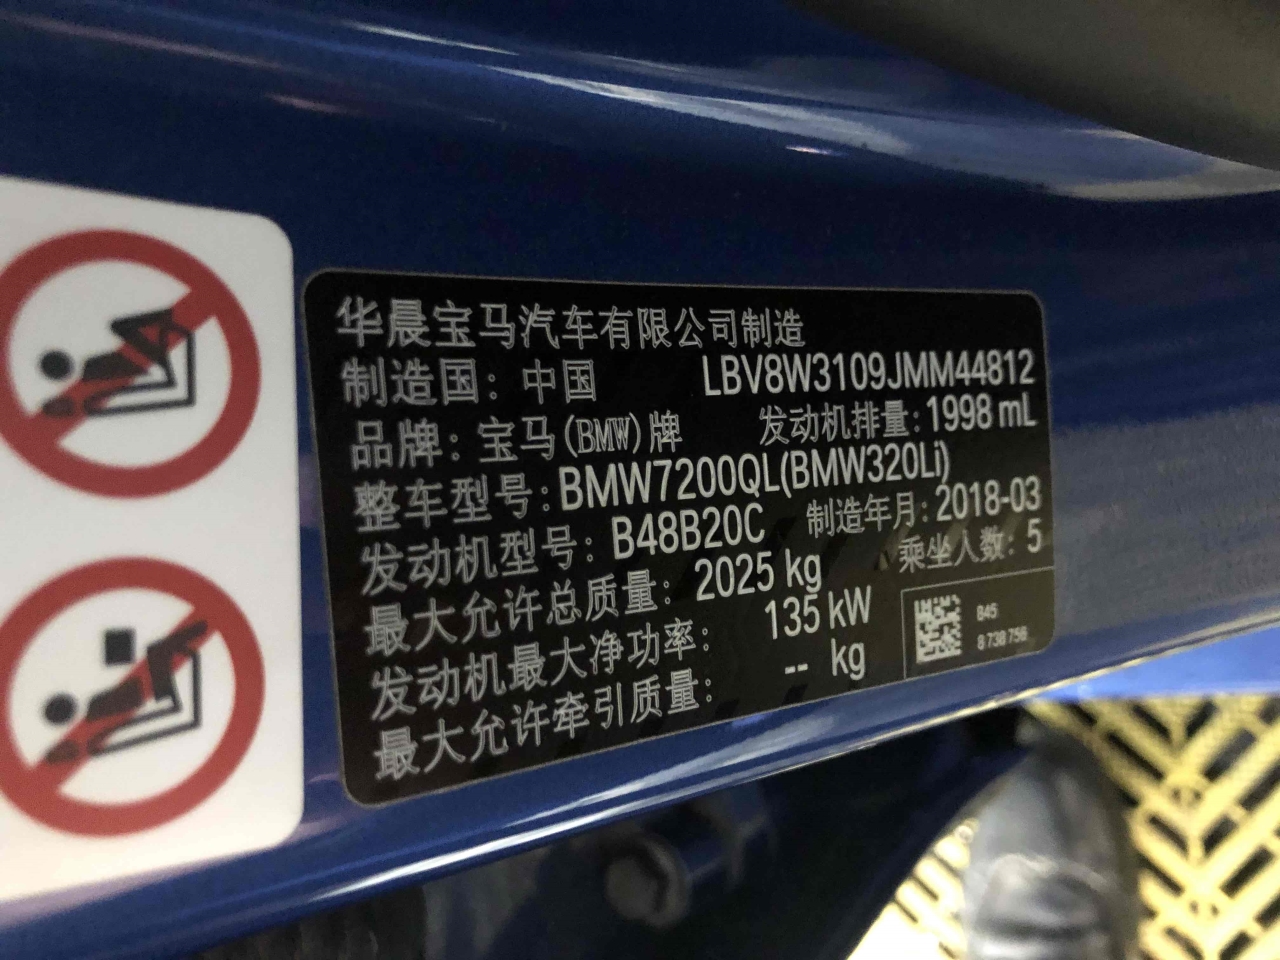 华晨宝马汽车有限公司制造
制造国：中国 LBV8W3109JMM44812
品牌：宝马(BMW)牌 发动机排量：1998 mL
整车型号：BMW7200QL(BMW320Li)
发动机型号：B48B20C 制造年月：2018-03
最大允许总质量：2025 kg 乘坐人数：5
发动机最大净功率：135 kW
最大允许牵引质量：-- kg
B45
8 738 758